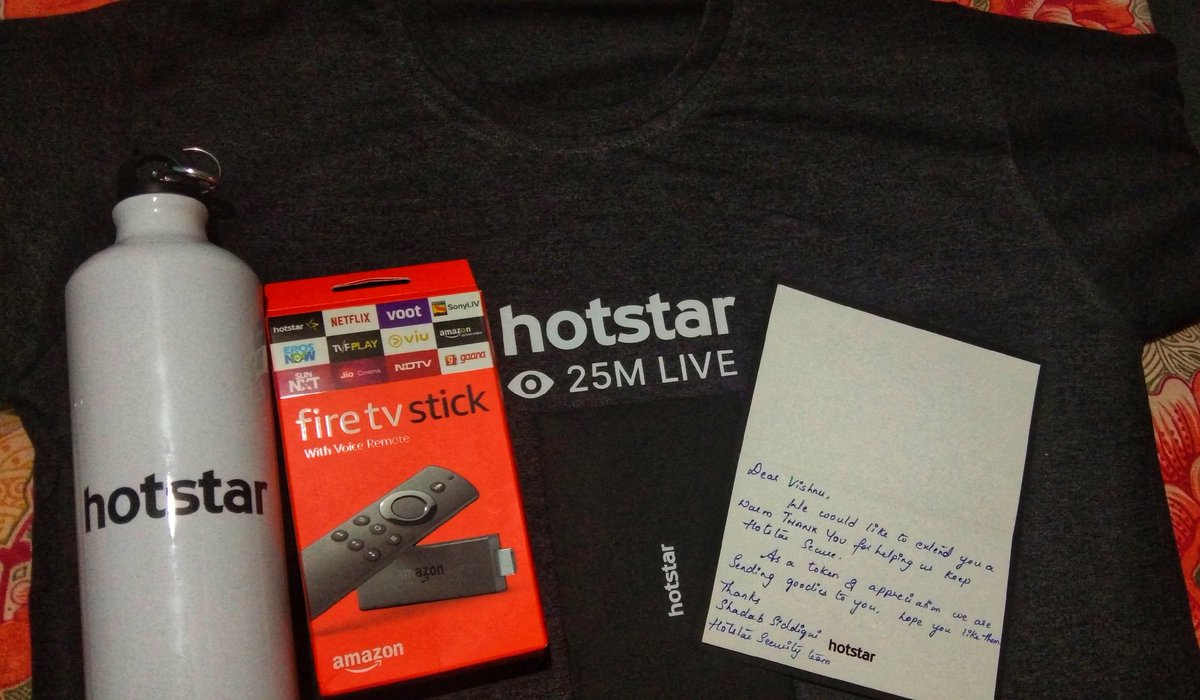 hotstar
hotstar
NETFLIX
voot
SonyLIV
EROS NOW
TVF PLAY
viu
amazon
SUN NXT
Jio Cinema
NDTV
gaana
fire tv stick
With Voice Remote
amazon
amazon
hotstar
25M LIVE
hotstar
Dear Vishnu,
We would like to extend you a
warm THANK YOU for helping us keep
Hotstar Secure.
As a token of appreciation we are
Sending goodies to you. hope you like them
Thanks
Shadab Siddiqui
Hotstar Security team
hotstar